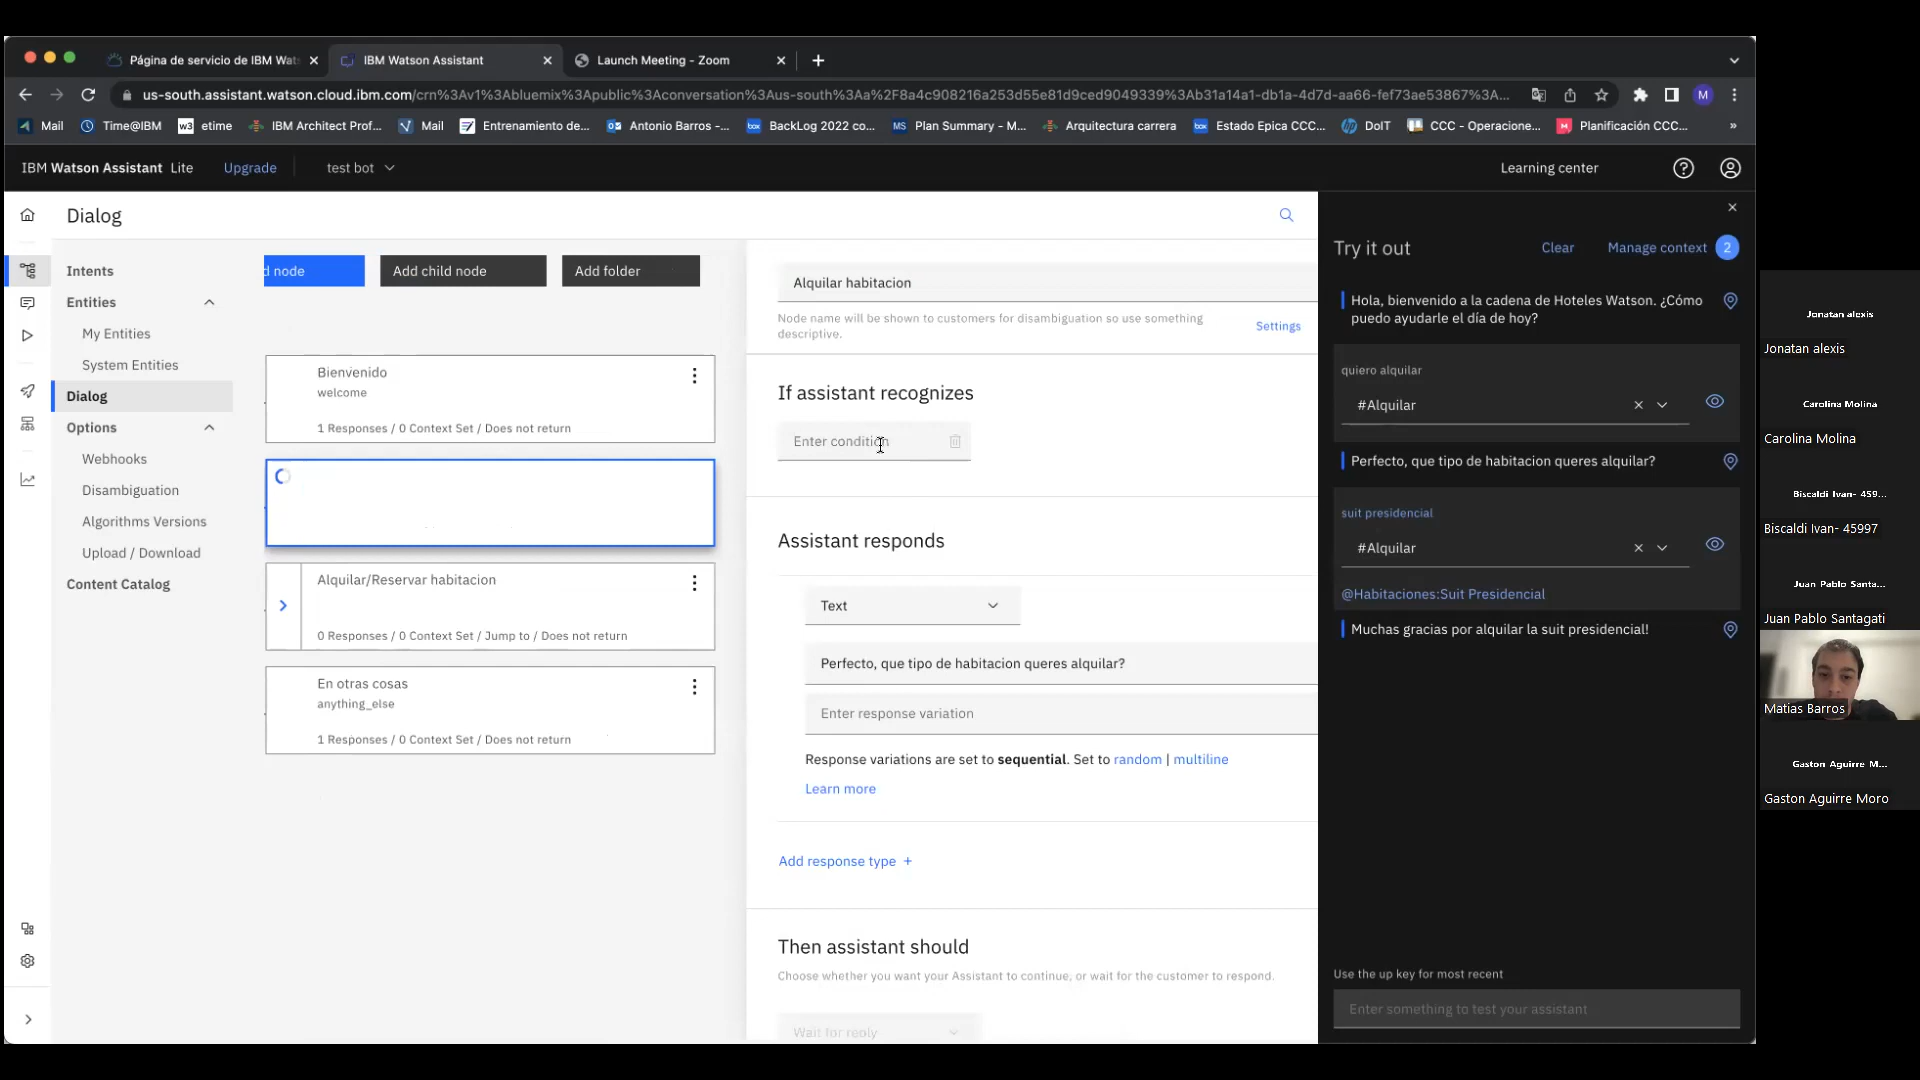 Página de servicio de IBM Wat
IBM Watson Assistant
Launch Meeting - Zoom
us-south.assistant.watson.cloud.ibm.com/crn%3Av1%3Abluemix%3Apublic%3Aconversation%3Aus-south%3Aa%2F8a4c908216a253d55e81d9ced9049339%3Ab31a14a1-db1a-4d7d-aa66-fef73ae53867%3A...
M
Mail
Time@IBM
w3 etime
IBM Architect Prof...
Mail
Entrenamiento de...
Antonio Barros -...
box BackLog 2022 co...
MS Plan Summary - M...
Arquitectura carrera
box Estado Epica CCC...
DoIT
CCC - Operacione...
M Planificación CCC...
»
IBM Watson Assistant Lite
Upgrade
test bot
Learning center
Dialog
Intents
Entities
My Entities
System Entities
Dialog
Options
Webhooks
Disambiguation
Algorithms Versions
Upload / Download
Content Catalog
d node
Add child node
Add folder
Bienvenido
welcome
1 Responses / 0 Context Set / Does not return
Alquilar/Reservar habitacion
0 Responses / 0 Context Set / Jump to / Does not return
En otras cosas
anything_else
1 Responses / 0 Context Set / Does not return
Alquilar habitacion
Node name will be shown to customers for disambiguation so use something
descriptive.
Settings
If assistant recognizes
Enter condition
Assistant responds
Text
Perfecto, que tipo de habitacion queres alquilar?
Enter response variation
Response variations are set to sequential. Set to random | multiline
Learn more
Add response type +
Then assistant should
Choose whether you want your Assistant to continue, or wait for the customer to respond.
Wait for reply
Try it out
Clear
Manage context 2
Hola, bienvenido a la cadena de Hoteles Watson. ¿Cómo
puedo ayudarle el día de hoy?
quiero alquilar
#Alquilar
Perfecto, que tipo de habitacion queres alquilar?
suit presidencial
#Alquilar
@Habitaciones:Suit Presidencial
Muchas gracias por alquilar la suit presidencial!
Use the up key for most recent
Enter something to test your assistant
Jonatan alexis
Jonatan alexis
Carolina Molina
Carolina Molina
Biscaldi Ivan- 459...
Biscaldi Ivan- 45997
Juan Pablo Santa...
Juan Pablo Santagati
Matias Barros
Gaston Aguirre M...
Gaston Aguirre Moro